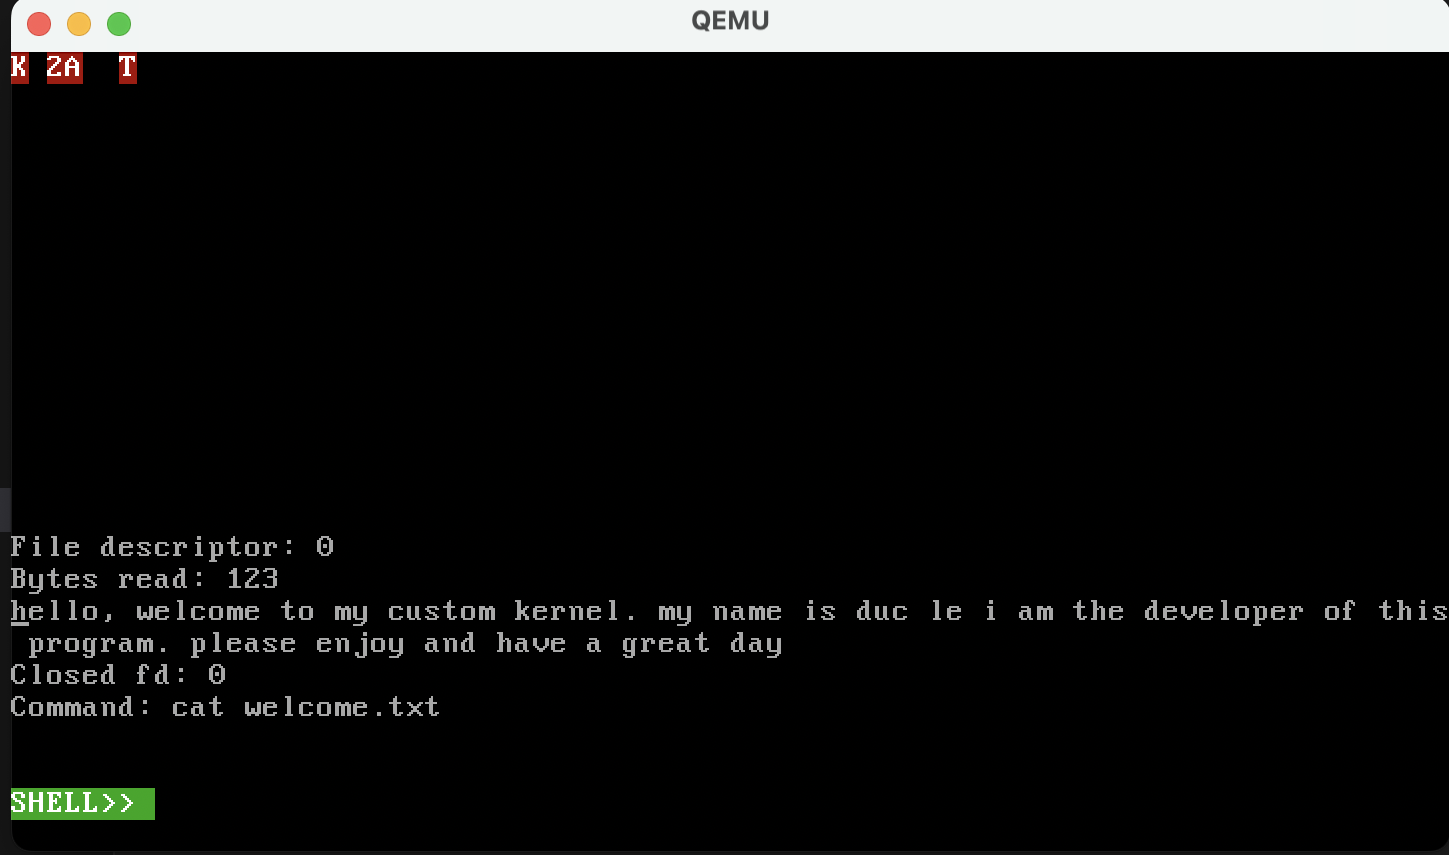 QEMU
K 2A  T
File descriptor: 0
Bytes read: 123
hello, welcome to my custom kernel. my name is duc le i am the developer of this
 program. please enjoy and have a great day
Closed fd: 0
Command: cat welcome.txt
SHELL>>